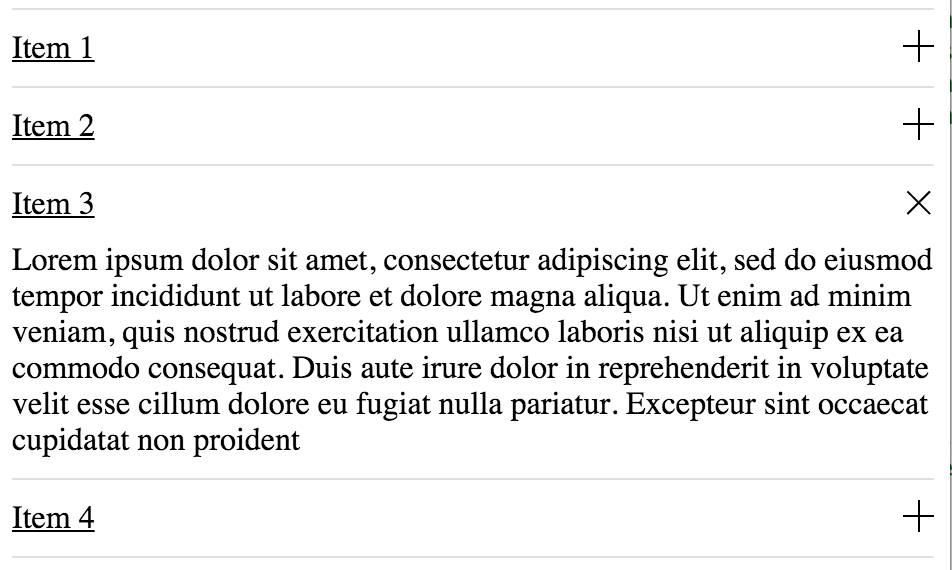 Item 1
Item 2
Item 3
Lorem ipsum dolor sit amet, consectetur adipiscing elit, sed do eiusmod
tempor incididunt ut labore et dolore magna aliqua. Ut enim ad minim
veniam, quis nostrud exercitation ullamco laboris nisi ut aliquip ex ea
commodo consequat. Duis aute irure dolor in reprehenderit in voluptate
velit esse cillum dolore eu fugiat nulla pariatur. Excepteur sint occaecat
cupidatat non proident
Item 4